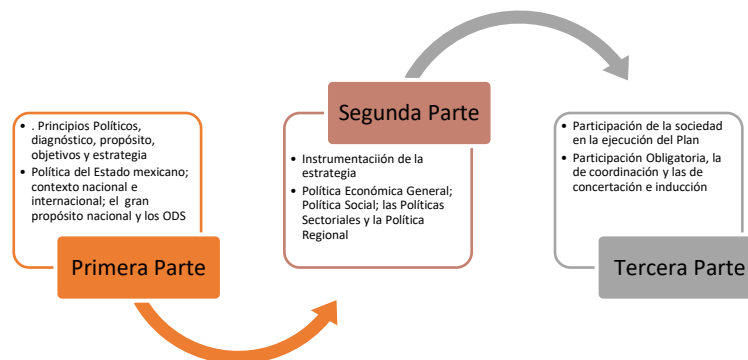 • . Principios Políticos,
diagnóstico, propósito,
objetivos y estrategia
• Política del Estado mexicano;
contexto nacional e
internacional; el gran
propósito nacional y los ODS
Primera Parte
Segunda Parte
• Instrumentación de la
estrategia
• Política Económica General;
Política Social; las Políticas
Sectoriales y la Política
Regional
• Participación de la sociedad
en la ejecución del Plan
• Participación Obligatoria, la
de coordinación y las de
concertación e inducción
Tercera Parte